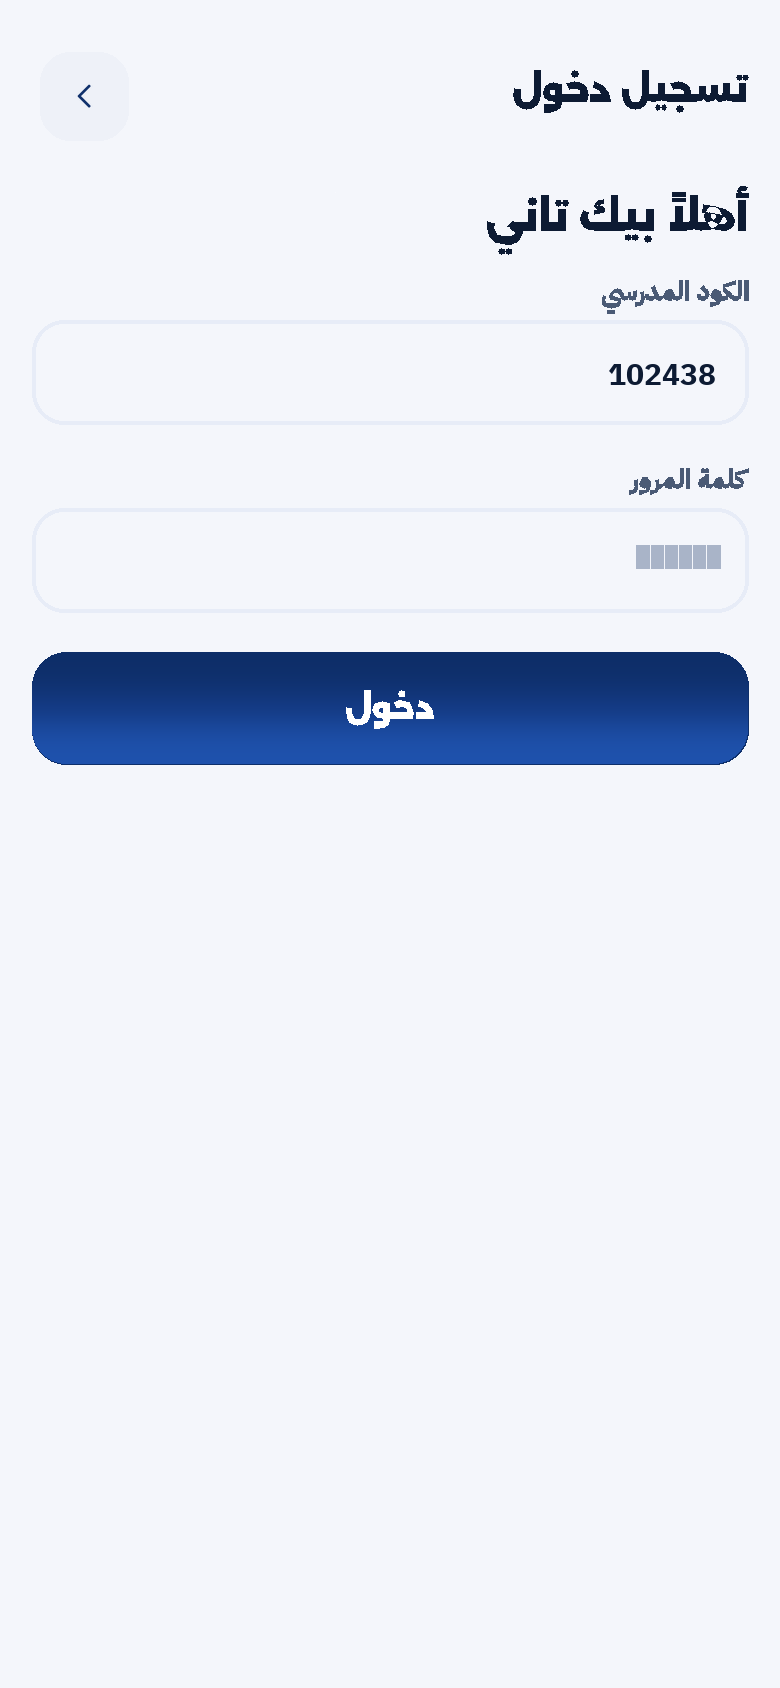 تسجيل دخول
أهلاً بيك تاني
الكود المدرسي
102438
كلمة المرور
دخول